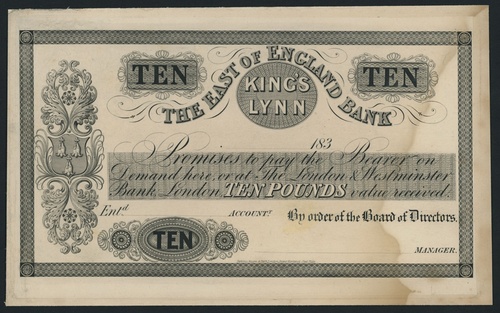 TEN
THE EAST OF ENGLAND BANK
TEN
KING'S
LYNN
183
Promises to pay the Bearer on
Demand here, or at The London & Westminster
Bank London, TEN POUNDS value received.
Entd. ACCOUNT. By order of the Board of Directors.
TEN
MANAGER.